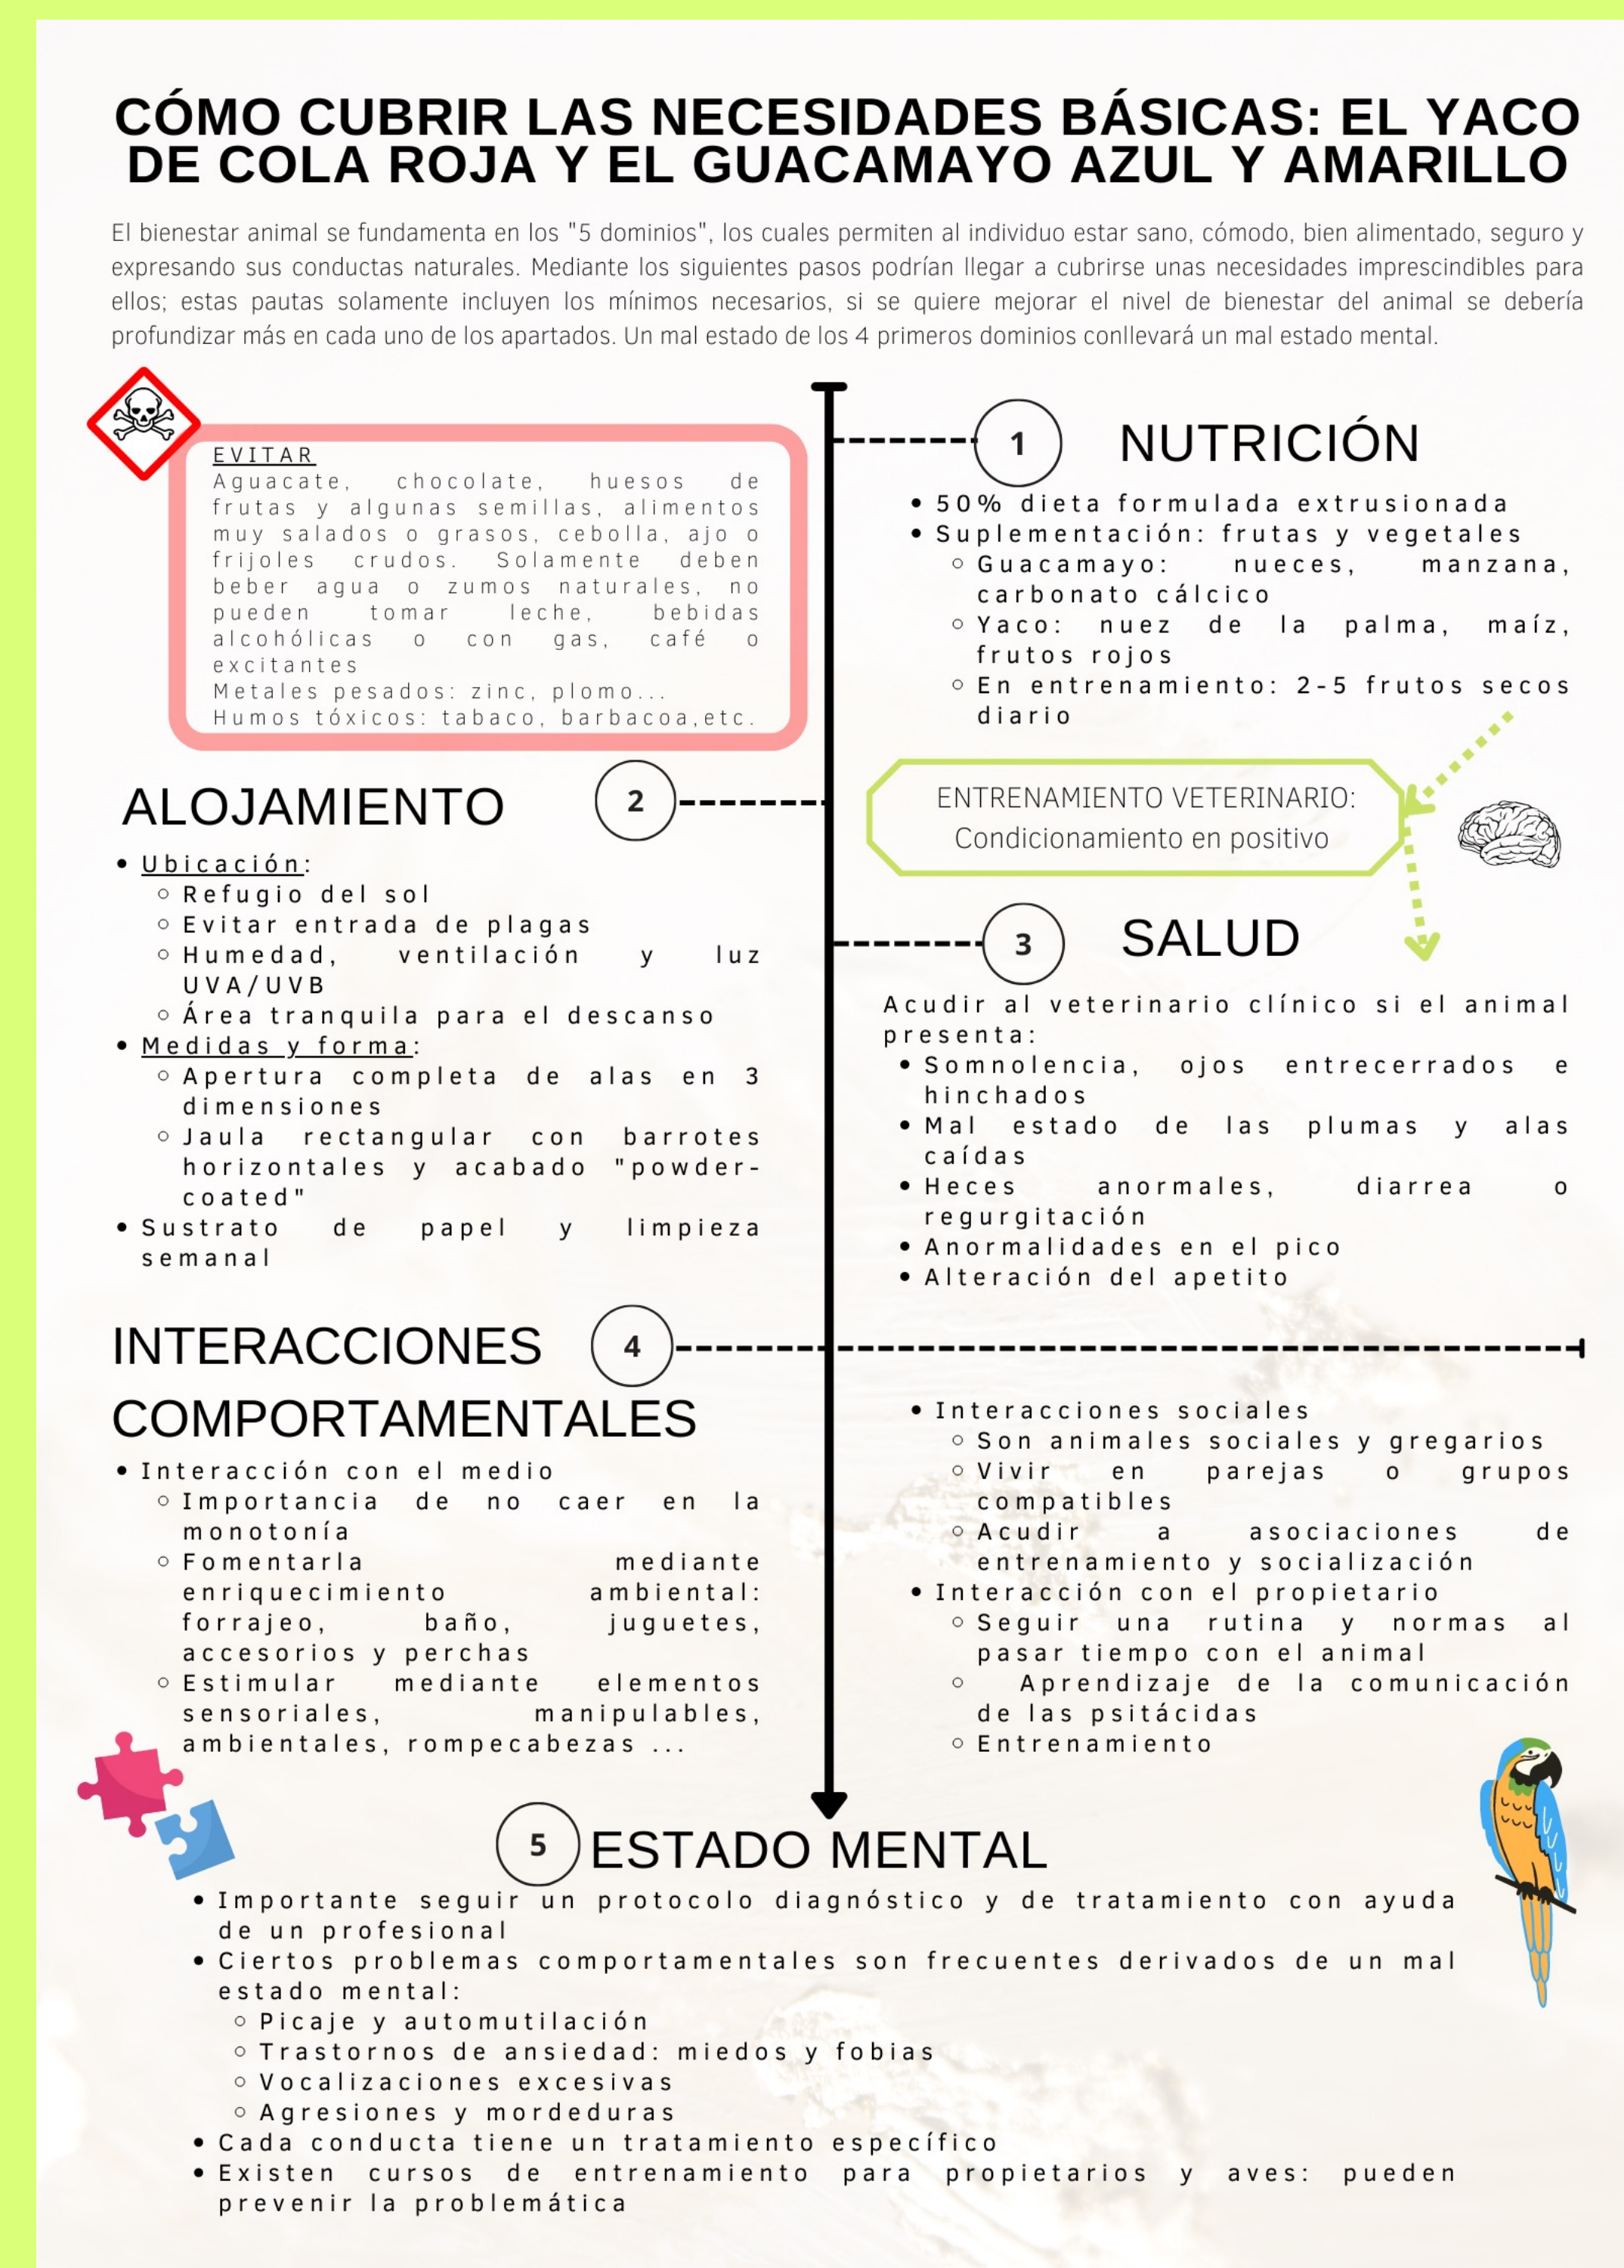 CÓMO CUBRIR LAS NECESIDADES BÁSICAS: EL YACO
DE COLA ROJA Y EL GUACAMAYO AZUL Y AMARILLO
El bienestar animal se fundamenta en los "5 dominios", los cuales permiten al individuo estar sano, cómodo, bien alimentado, seguro y
expresando sus conductas naturales. Mediante los siguientes pasos podrían llegar a cubrirse unas necesidades imprescindibles para
ellos; estas pautas solamente incluyen los mínimos necesarios, si se quiere mejorar el nivel de bienestar del animal se debería
profundizar más en cada uno de los apartados. Un mal estado de los 4 primeros dominios conllevará un mal estado mental.
1 NUTRICIÓN
• 50% dieta formulada extrusionada
• Suplementación: frutas y vegetales
◦ Guacamayo: nueces, manzana,
carbonato cálcico
◦ Yaco: nuez de la palma, maíz,
frutos rojos
◦ En entrenamiento: 2-5 frutos secos
diario
EVITAR
Aguacate, chocolate, huesos de
frutas y algunas semillas, alimentos
muy salados o grasos, cebolla, ajo o
frijoles crudos. Solamente deben
beber agua o zumos naturales, no
pueden tomar leche, bebidas
alcohólicas o con gas, café o
excitantes
Metales pesados: zinc, plomo...
Humos tóxicos: tabaco, barbacoa,etc.
ALOJAMIENTO 2
• Ubicación:
◦ Refugio del sol
◦ Evitar entrada de plagas
◦ Humedad, ventilación y luz
UVA/UVB
◦ Área tranquila para el descanso
• Medidas y forma:
◦ Apertura completa de alas en 3
dimensiones
◦ Jaula rectangular con barrotes
horizontales y acabado "powder-
coated"
• Sustrato de papel y limpieza
semanal
ENTRENAMIENTO VETERINARIO:
Condicionamiento en positivo
3 SALUD
Acudir al veterinario clínico si el animal
presenta:
• Somnolencia, ojos entrecerrados e
hinchados
• Mal estado de las plumas y alas
caídas
• Heces anormales, diarrea o
regurgitación
• Anormalidades en el pico
• Alteración del apetito
INTERACCIONES 4
COMPORTAMENTALES
• Interacción con el medio
◦ Importancia de no caer en la
monotonía
◦ Fomentarla mediante
enriquecimiento ambiental:
forrajeo, baño, juguetes,
accesorios y perchas
◦ Estimular mediante elementos
sensoriales, manipulables,
ambientales, rompecabezas ...
• Interacciones sociales
◦ Son animales sociales y gregarios
◦ Vivir en parejas o grupos
compatibles
◦ Acudir a asociaciones de
entrenamiento y socialización
• Interacción con el propietario
◦ Seguir una rutina y normas al
pasar tiempo con el animal
◦ Aprendizaje de la comunicación
de las psitácidas
◦ Entrenamiento
5 ESTADO MENTAL
• Importante seguir un protocolo diagnóstico y de tratamiento con ayuda
de un profesional
• Ciertos problemas comportamentales son frecuentes derivados de un mal
estado mental:
◦ Picaje y automutilación
◦ Trastornos de ansiedad: miedos y fobias
◦ Vocalizaciones excesivas
◦ Agresiones y mordeduras
• Cada conducta tiene un tratamiento específico
• Existen cursos de entrenamiento para propietarios y aves: pueden
prevenir la problemática